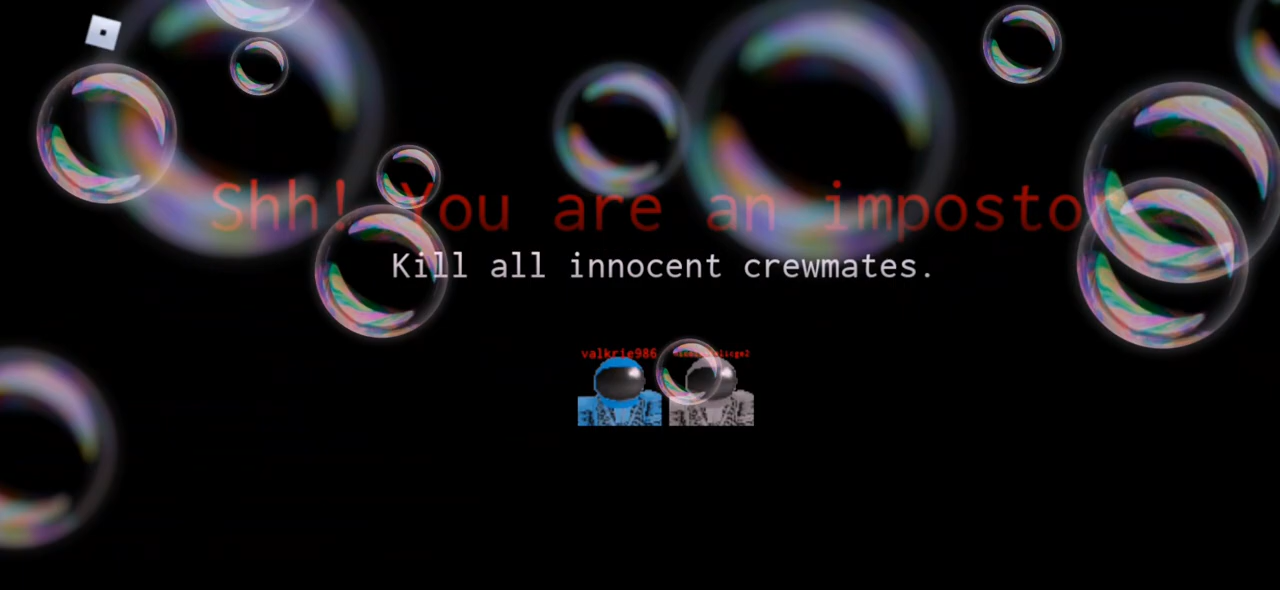 Shh! You are an impostor
Kill all innocent crewmates.
valkrie986